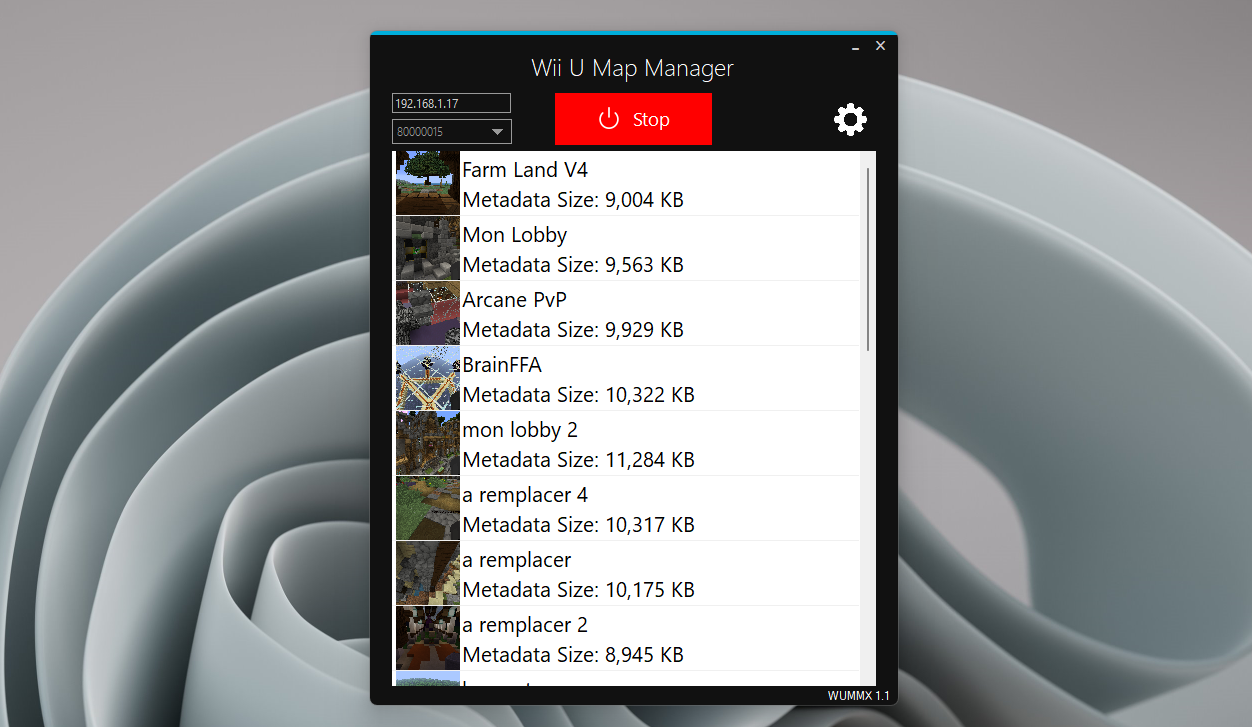 Wii U Map Manager
192.168.1.17
80000015
Stop
Farm Land V4
Metadata Size: 9,004 KB
Mon Lobby
Metadata Size: 9,563 KB
Arcane PvP
Metadata Size: 9,929 KB
BrainFFA
Metadata Size: 10,322 KB
mon lobby 2
Metadata Size: 11,284 KB
a remplacer 4
Metadata Size: 10,317 KB
a remplacer
Metadata Size: 10,175 KB
a remplacer 2
Metadata Size: 8,945 KB
WUMMX 1.1